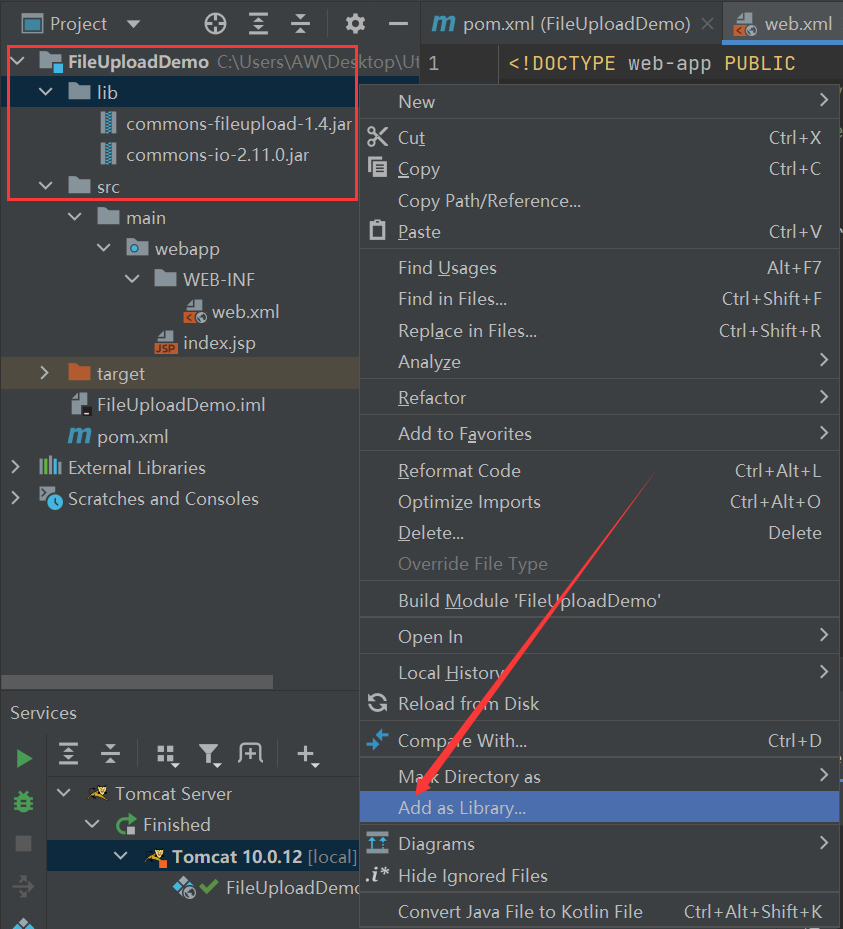 Project
pom.xml (FileUploadDemo)
web.xml
FileUploadDemo C:\Users\AW\Desktop\Ut
1 <!DOCTYPE web-app PUBLIC
lib
commons-fileupload-1.4.jar
commons-io-2.11.0.jar
src
main
webapp
WEB-INF
web.xml
JSP index.jsp
target
FileUploadDemo.iml
pom.xml
External Libraries
Scratches and Consoles
New
Cut Ctrl+X
Copy Ctrl+C
Copy Path/Reference...
Paste Ctrl+V
Find Usages Alt+F7
Find in Files... Ctrl+Shift+F
Replace in Files... Ctrl+Shift+R
Analyze
Refactor
Add to Favorites
Reformat Code Ctrl+Alt+L
Optimize Imports Ctrl+Alt+O
Delete... Delete
Override File Type
Build Module 'FileUploadDemo'
Open In
Local History
Reload from Disk
Compare With... Ctrl+D
Mark Directory as
Add as Library...
Diagrams
.i* Hide Ignored Files
Convert Java File to Kotlin File Ctrl+Alt+Shift+K
Services
Tomcat Server
Finished
Tomcat 10.0.12 [local]
FileUploadDemo